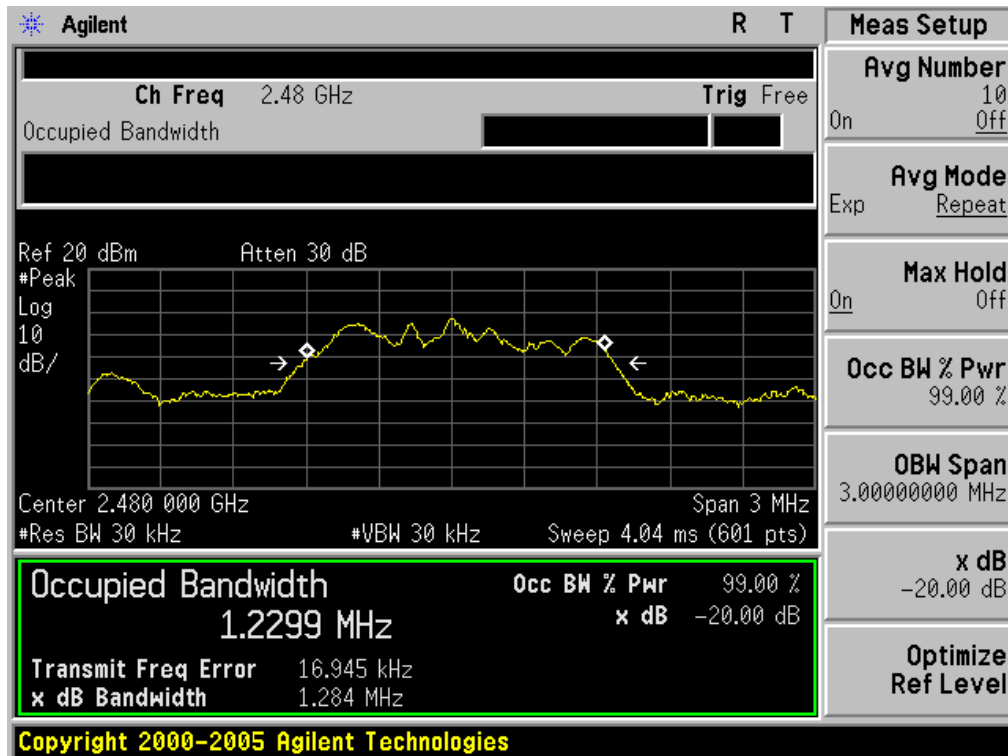 Agilent R T
Ch Freq 2.48 GHz Trig Free
Occupied Bandwidth
Ref 20 dBm Atten 30 dB
#Peak
Log
10
dB/
Center 2.480 000 GHz Span 3 MHz
#Res BW 30 kHz #VBW 30 kHz Sweep 4.04 ms (601 pts)
Occupied Bandwidth
1.2299 MHz
Occ BW % Pwr 99.00 %
x dB -20.00 dB
Transmit Freq Error 16.945 kHz
x dB Bandwidth 1.284 MHz
Copyright 2000-2005 Agilent Technologies
Meas Setup
Avg Number
10
On Off
Avg Mode
Exp Repeat
Max Hold
On Off
Occ BW % Pwr
99.00 %
OBW Span
3.00000000 MHz
x dB
-20.00 dB
Optimize
Ref Level